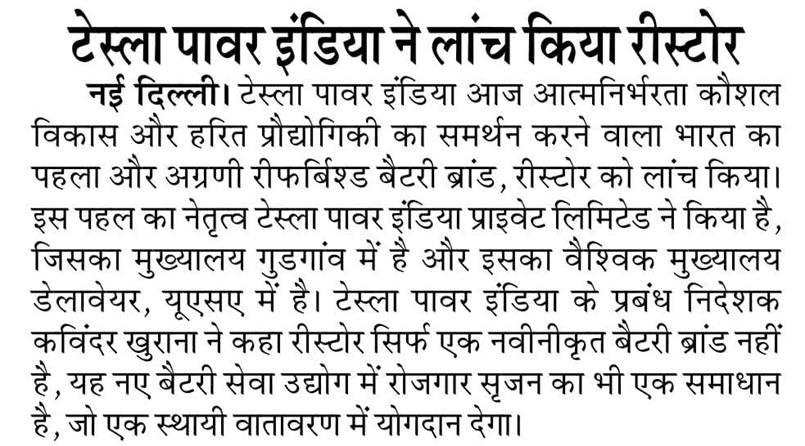 टेस्ला पावर इंडिया ने लांच किया रीस्टोर
नई दिल्ली। टेस्ला पावर इंडिया आज आत्मनिर्भरता कौशल
विकास और हरित प्रौद्योगिकी का समर्थन करने वाला भारत का
पहला और अग्रणी रीफर्बिश्ड बैटरी ब्रांड, रीस्टोर को लांच किया।
इस पहल का नेतृत्व टेस्ला पावर इंडिया प्राइवेट लिमिटेड ने किया है,
जिसका मुख्यालय गुडगांव में है और इसका वैश्विक मुख्यालय
डेलावेयर, यूएसए में है। टेस्ला पावर इंडिया के प्रबंध निदेशक
कविंदर खुराना ने कहा रीस्टोर सिर्फ एक नवीनीकृत बैटरी ब्रांड नहीं
है, यह नए बैटरी सेवा उद्योग में रोजगार सृजन का भी एक समाधान
है, जो एक स्थायी वातावरण में योगदान देगा।